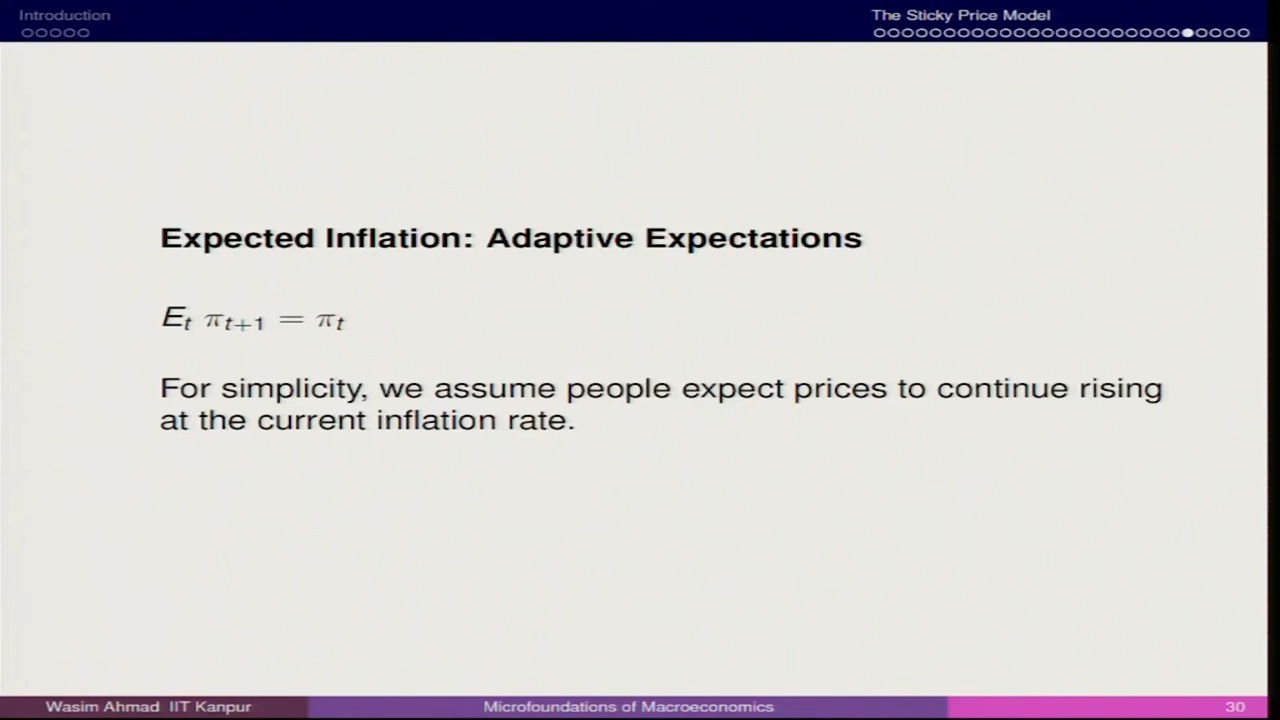 Introduction
The Sticky Price Model
Expected Inflation: Adaptive Expectations
E_t π_{t+1} = π_t
For simplicity, we assume people expect prices to continue rising
at the current inflation rate.
Wasim Ahmad IIT Kanpur
Microfoundations of Macroeconomics
30